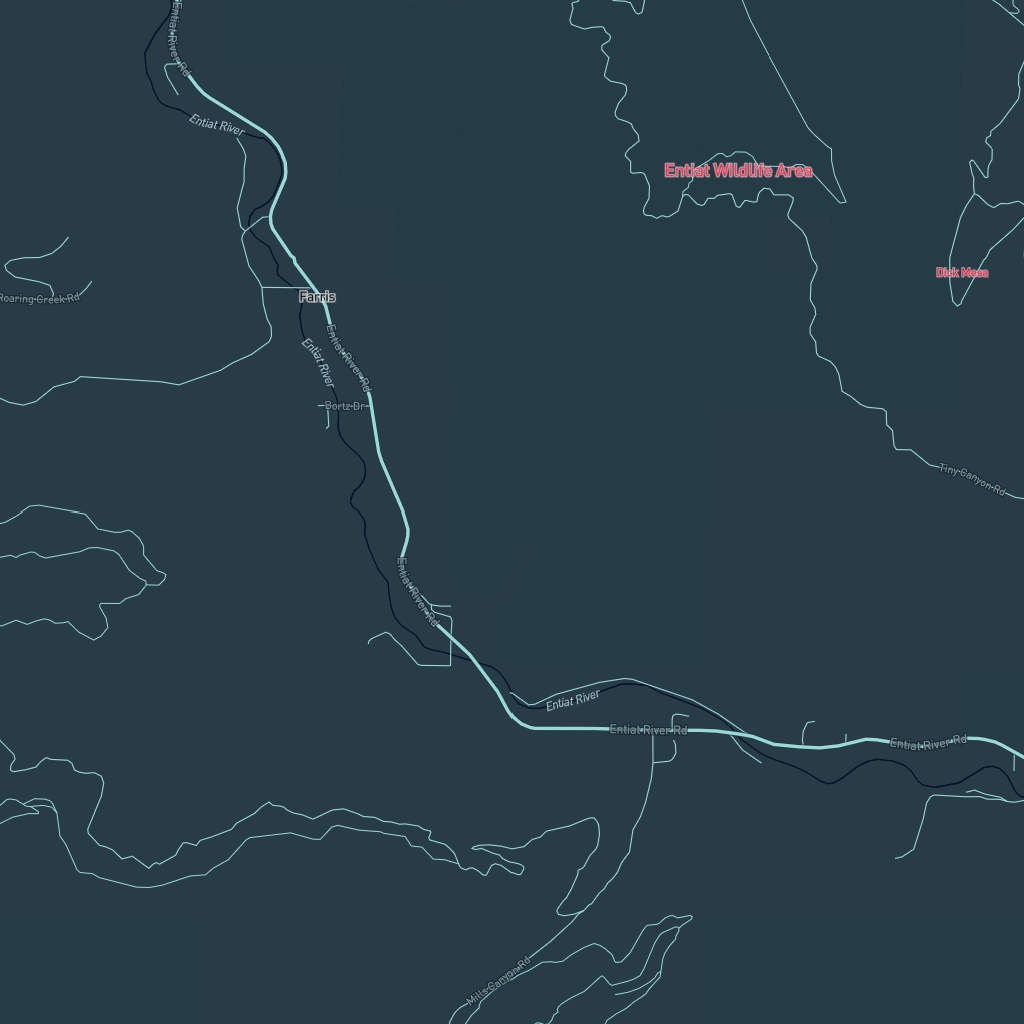 Entiat River Rd
Entiat River
Entiat Wildlife Area
Dick Mesa
Roaring Creek Rd
Farris
Entiat River Rd
Entiat River
Bortz Dr
Tiny Canyon Rd
Entiat River Rd
Entiat River
Entiat River Rd
Entiat River Rd
Mills Canyon Rd